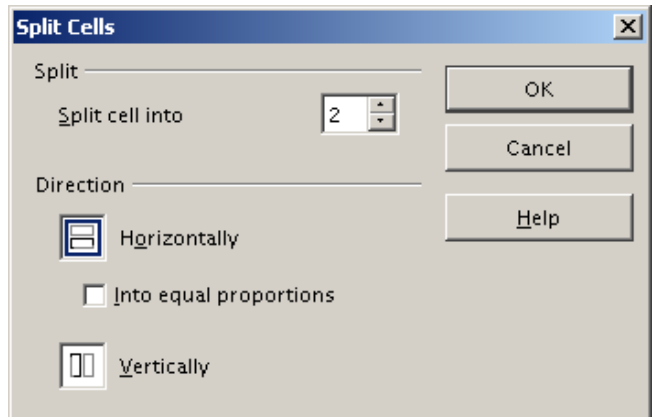 Split Cells
Split
Split cell into
2
OK
Cancel
Direction
Help
Horizontally
Into equal proportions
Vertically